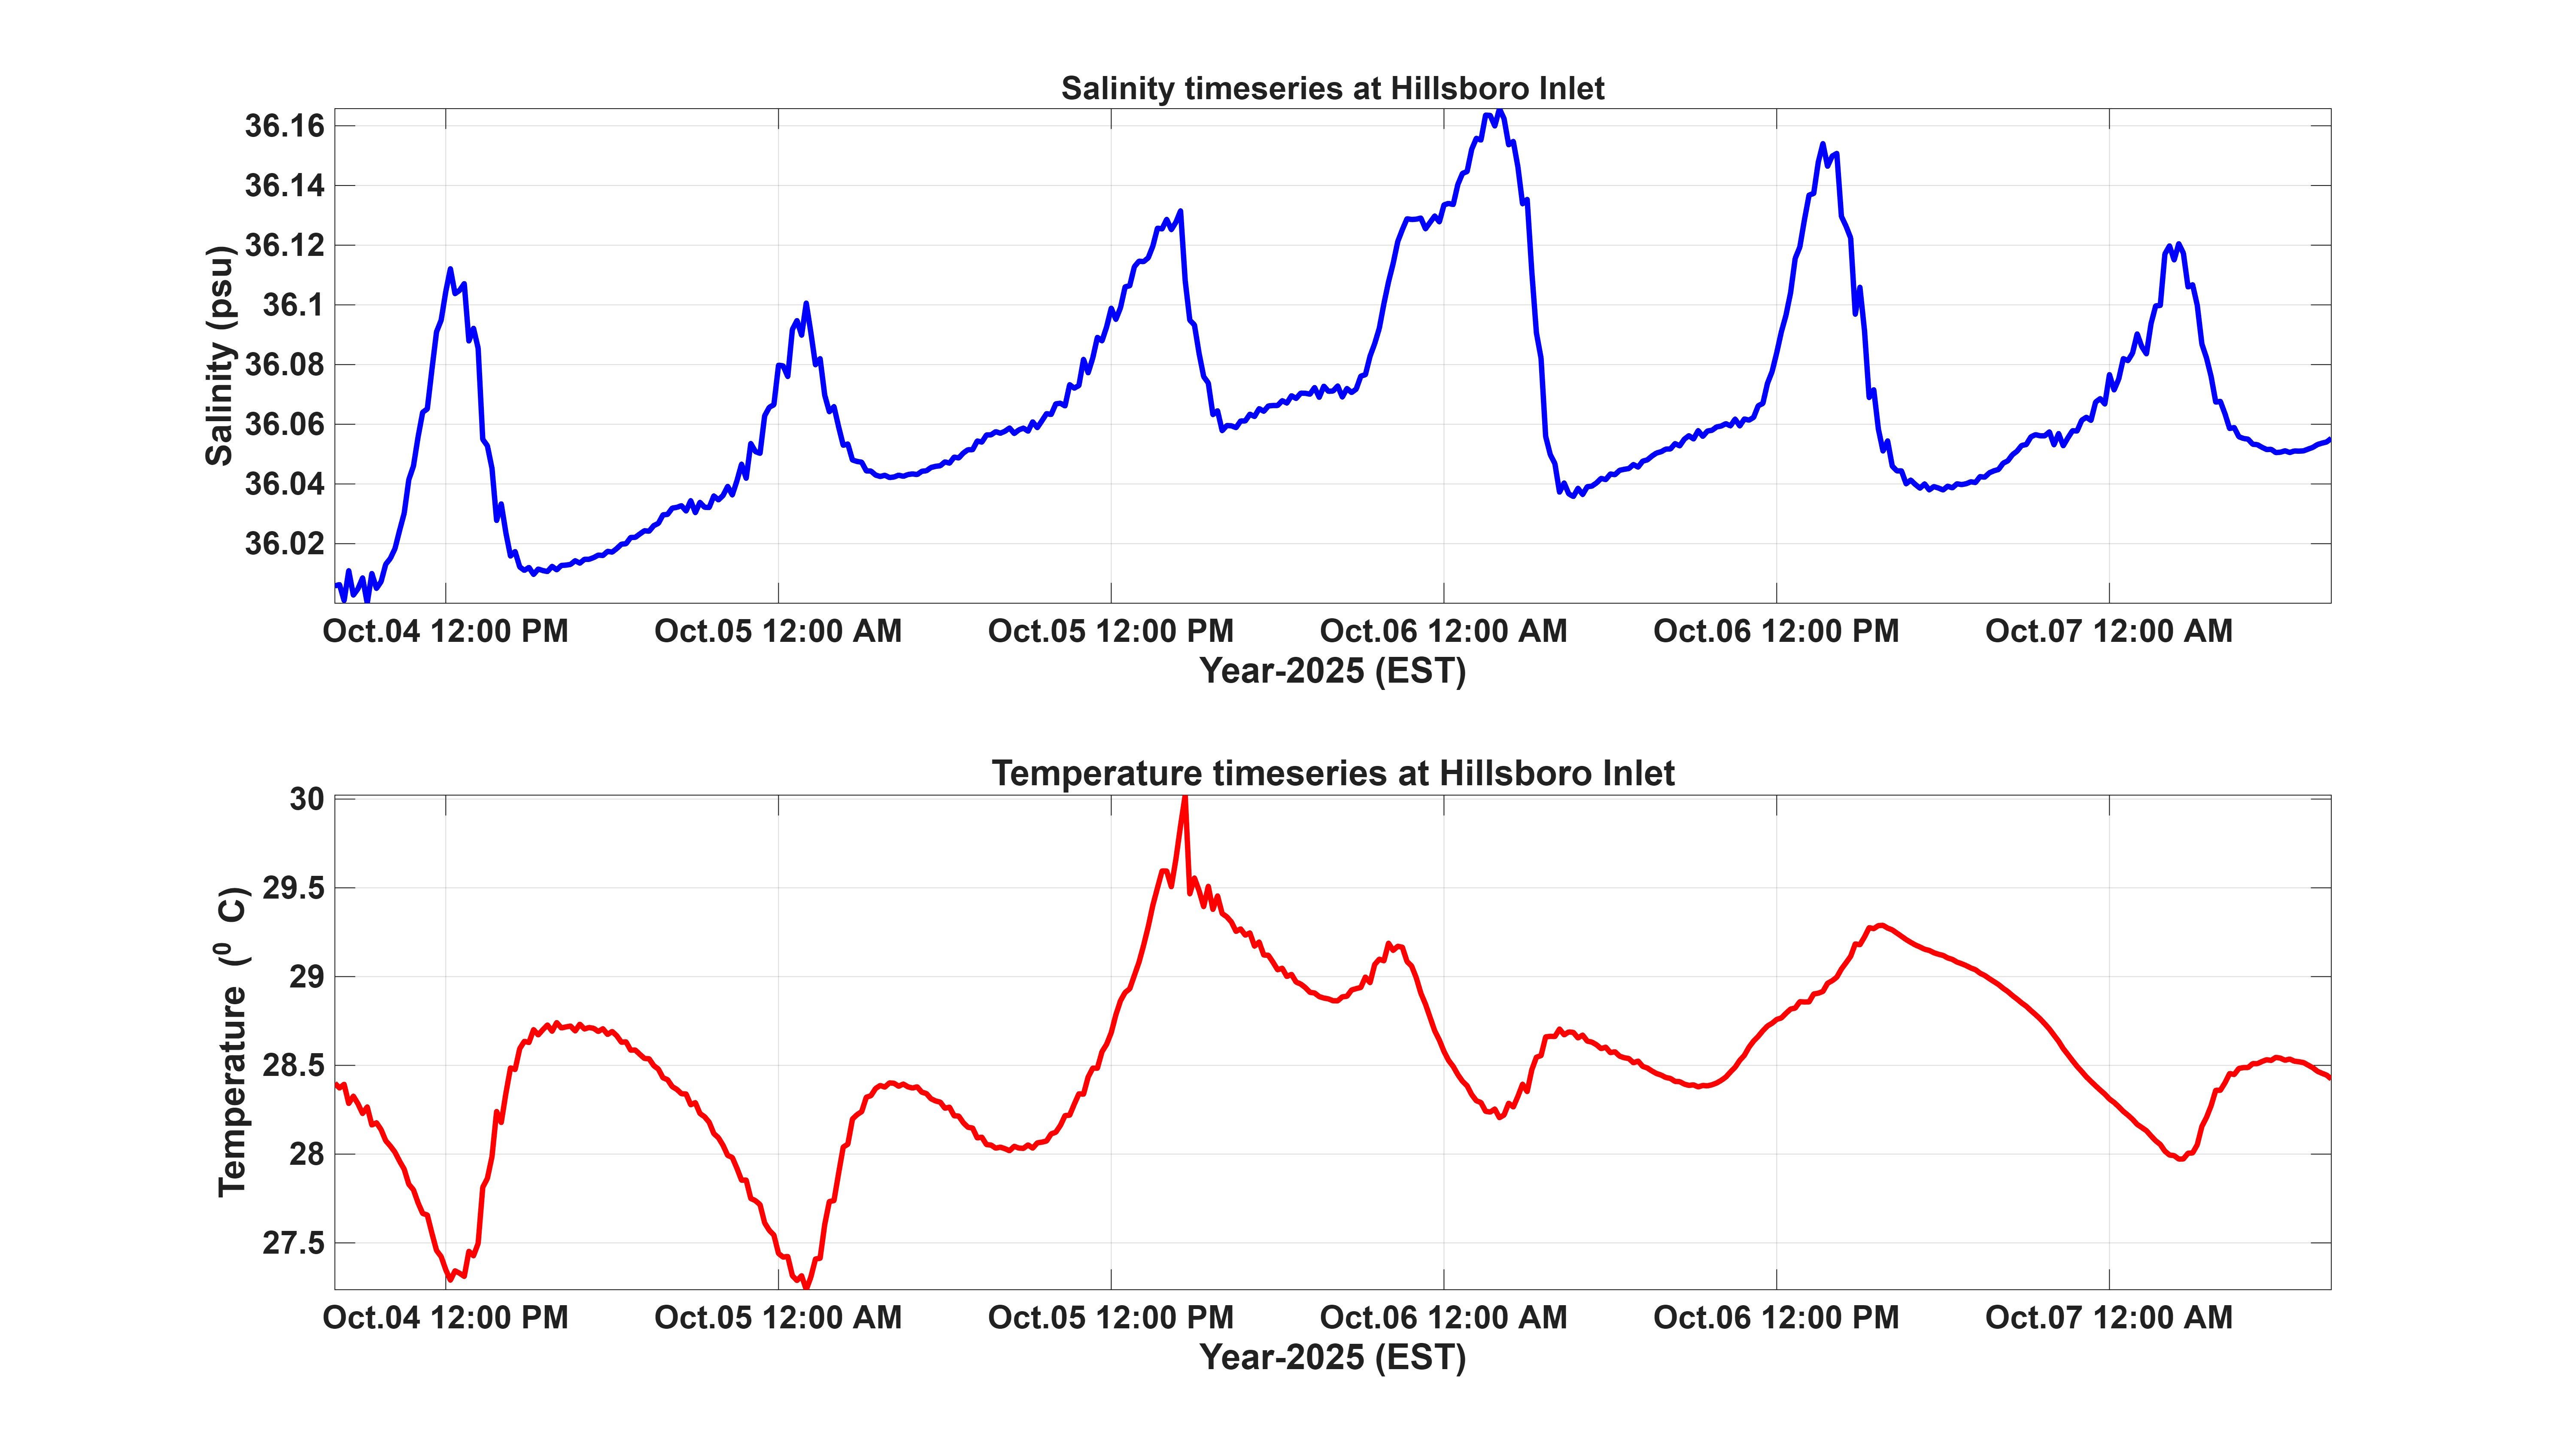 Salinity timeseries at Hillsboro Inlet
Salinity (psu)
36.16
36.14
36.12
36.1
36.08
36.06
36.04
36.02
Oct.04 12:00 PM Oct.05 12:00 AM Oct.05 12:00 PM Oct.06 12:00 AM Oct.06 12:00 PM Oct.07 12:00 AM
Year-2025 (EST)
Temperature timeseries at Hillsboro Inlet
Temperature (⁰ C)
30
29.5
29
28.5
28
27.5
Oct.04 12:00 PM Oct.05 12:00 AM Oct.05 12:00 PM Oct.06 12:00 AM Oct.06 12:00 PM Oct.07 12:00 AM
Year-2025 (EST)